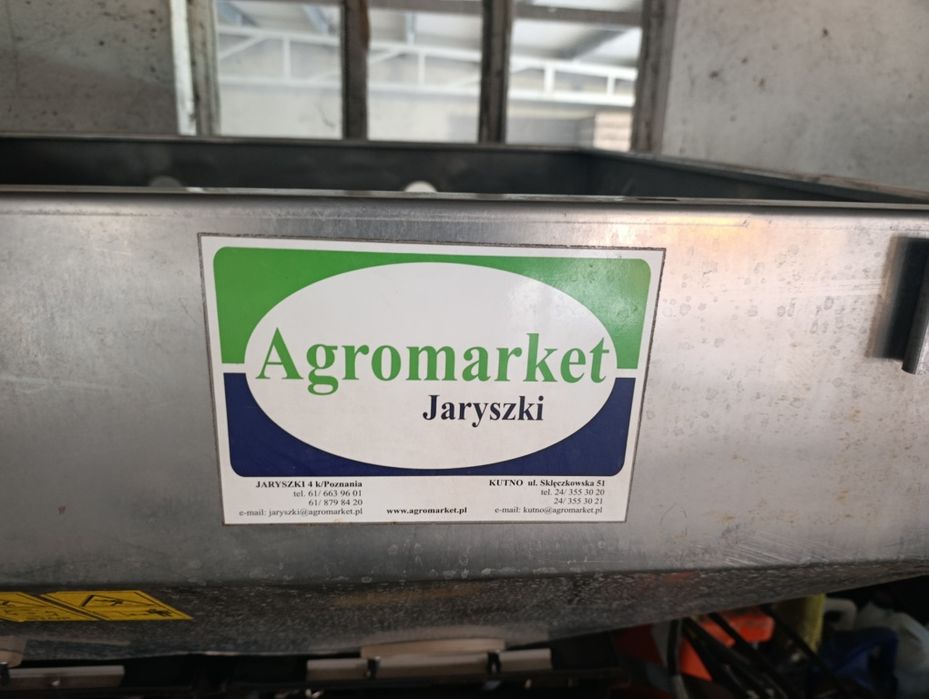 Agromarket
Jaryszki
JARYSZKI 4 k/Poznania
tel. 61/ 663 96 01
61/ 879 84 20
e-mail: jaryszki@agromarket.pl
www.agromarket.pl
KUTNO ul. Sklęczkowska 51
tel. 24/ 355 30 20
24/ 355 30 21
e-mail: kutno@agromarket.pl